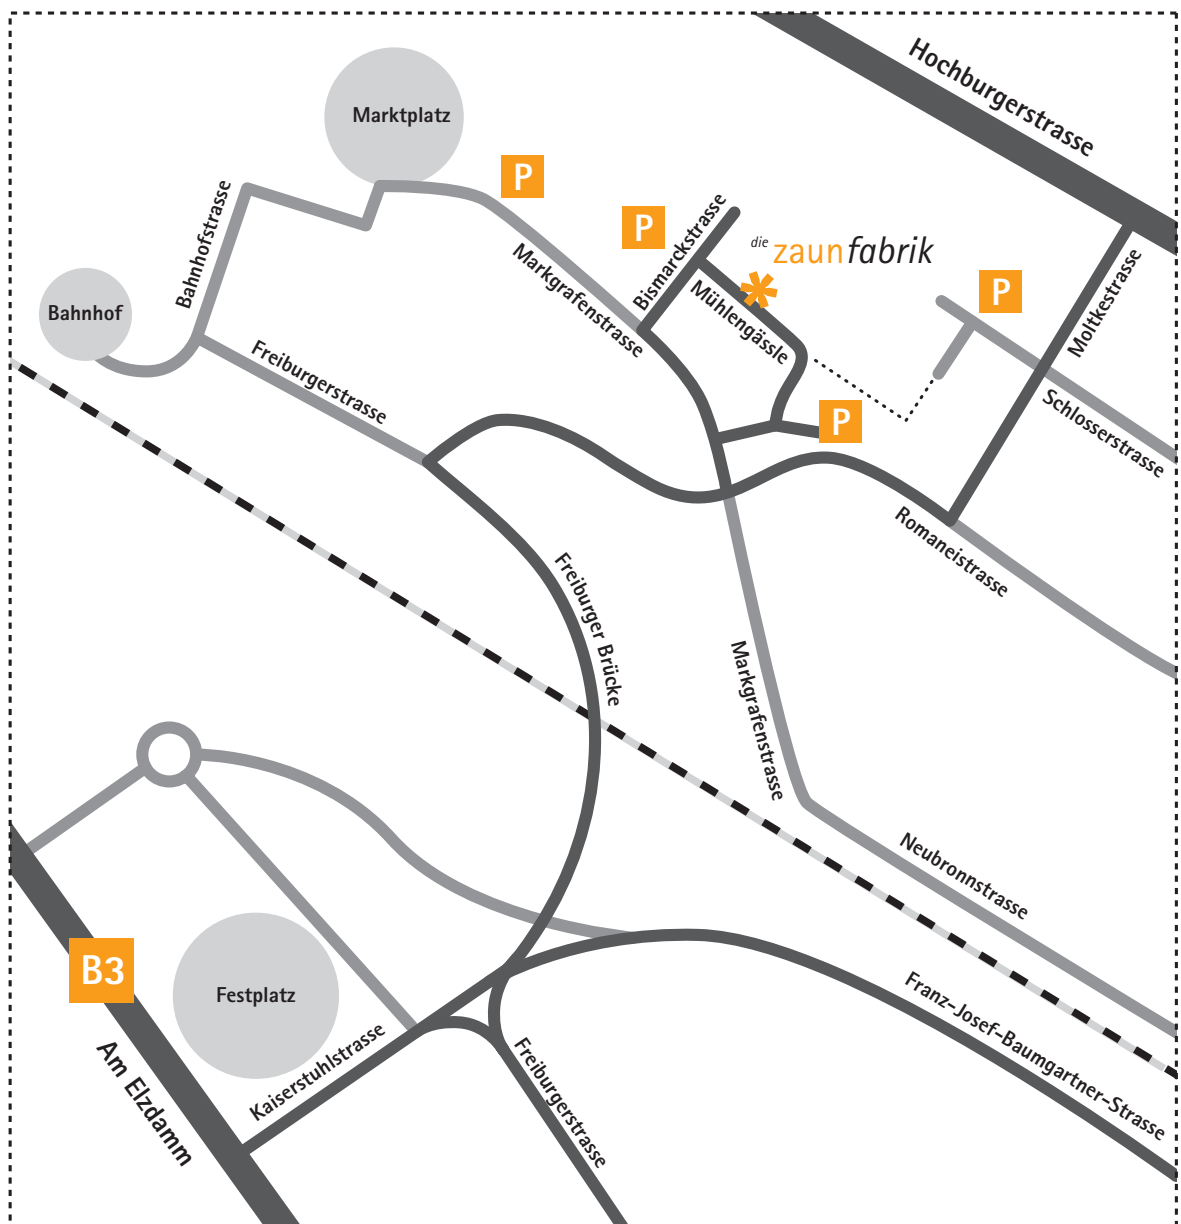 Hochburgerstrasse
Marktplatz
P
Bahnhofstrasse
P
Bismarckstrasse
die zaunfabrik
Markgrafenstrasse
Mühlengässle
P
Moltkestrasse
Bahnhof
Freiburgerstrasse
P
Schlosserstrasse
Romaneistrasse
Freiburger Brücke
Markgrafenstrasse
Neubronnstrasse
B3
Festplatz
Franz-Josef-Baumgartner-Strasse
Kaiserstuhlstrasse
Am Elzdamm
Freiburgerstrasse